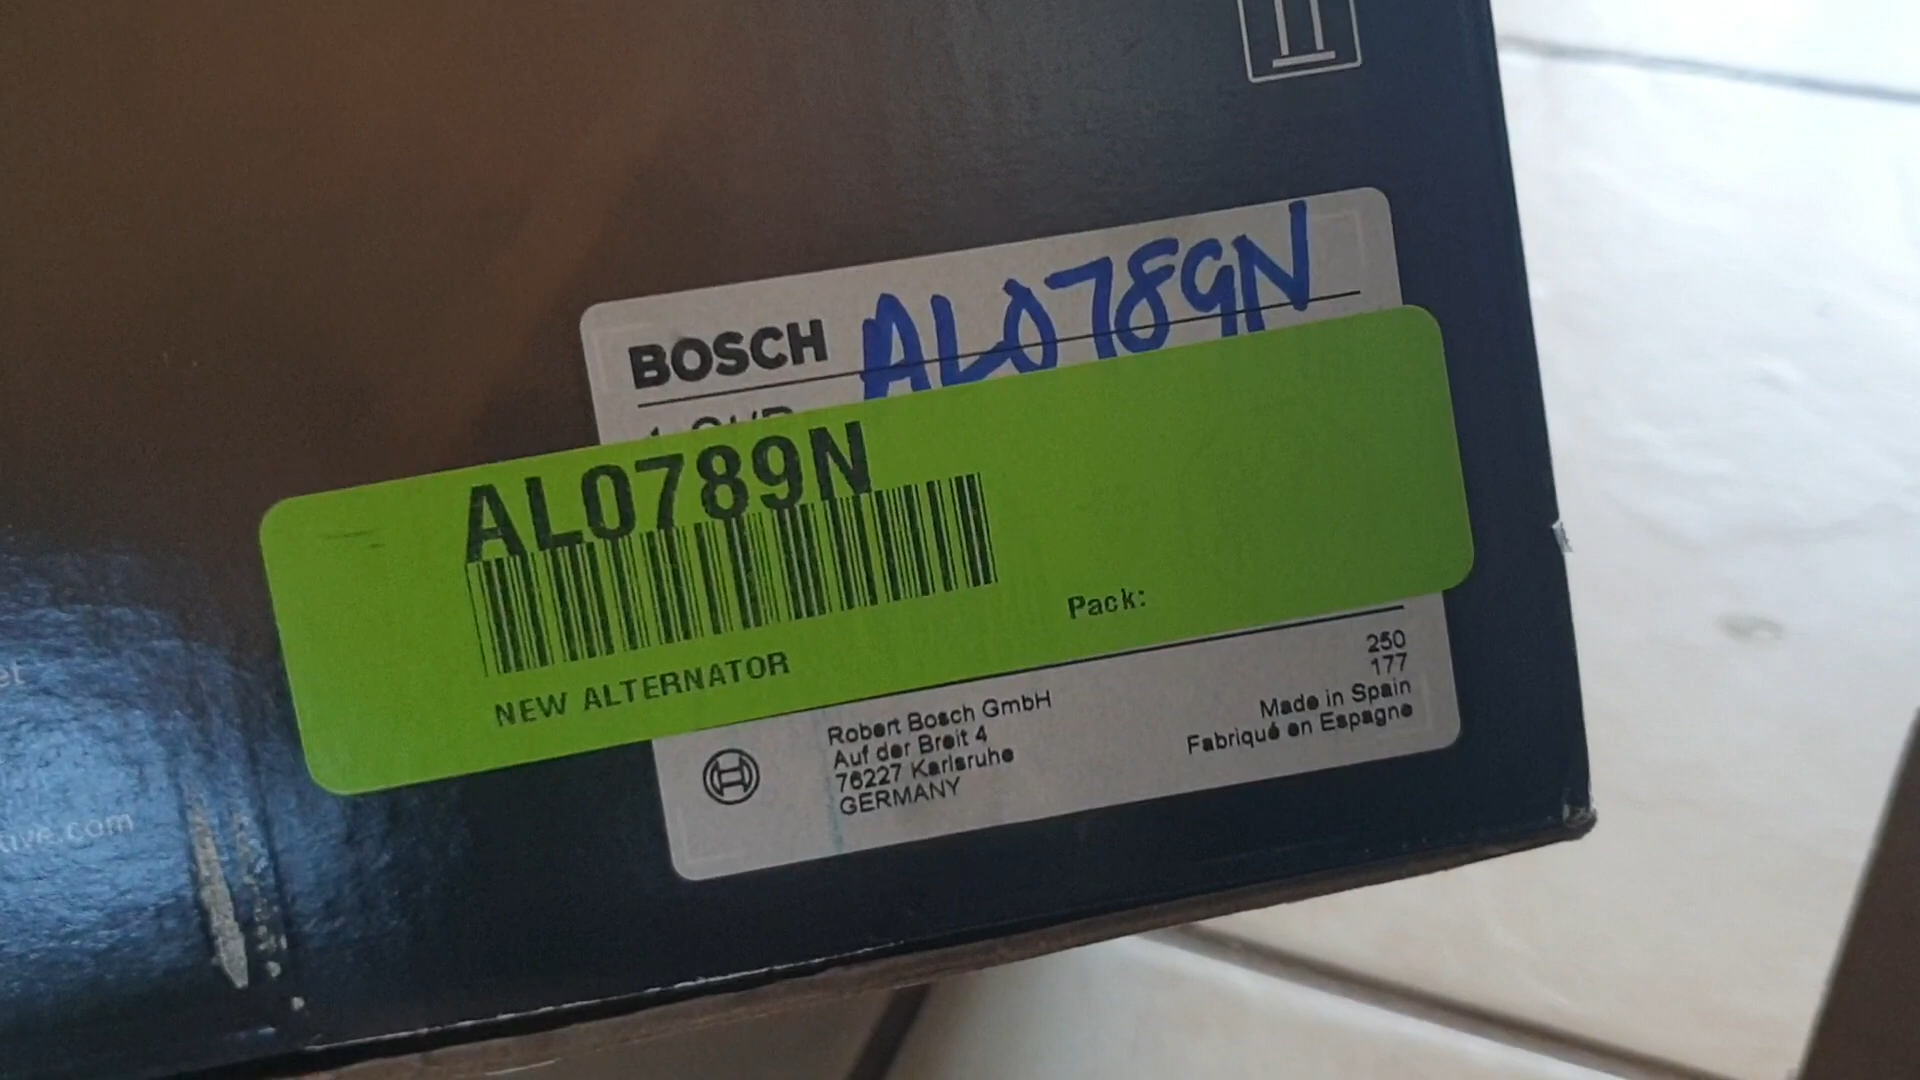 BOSCH AL0789N
AL0789N
NEW ALTERNATOR
Pack:
250
177
Made in Spain
Fabriqué en Espagne
Robert Bosch GmbH
Auf der Breit 4
76227 Karlsruhe
GERMANY